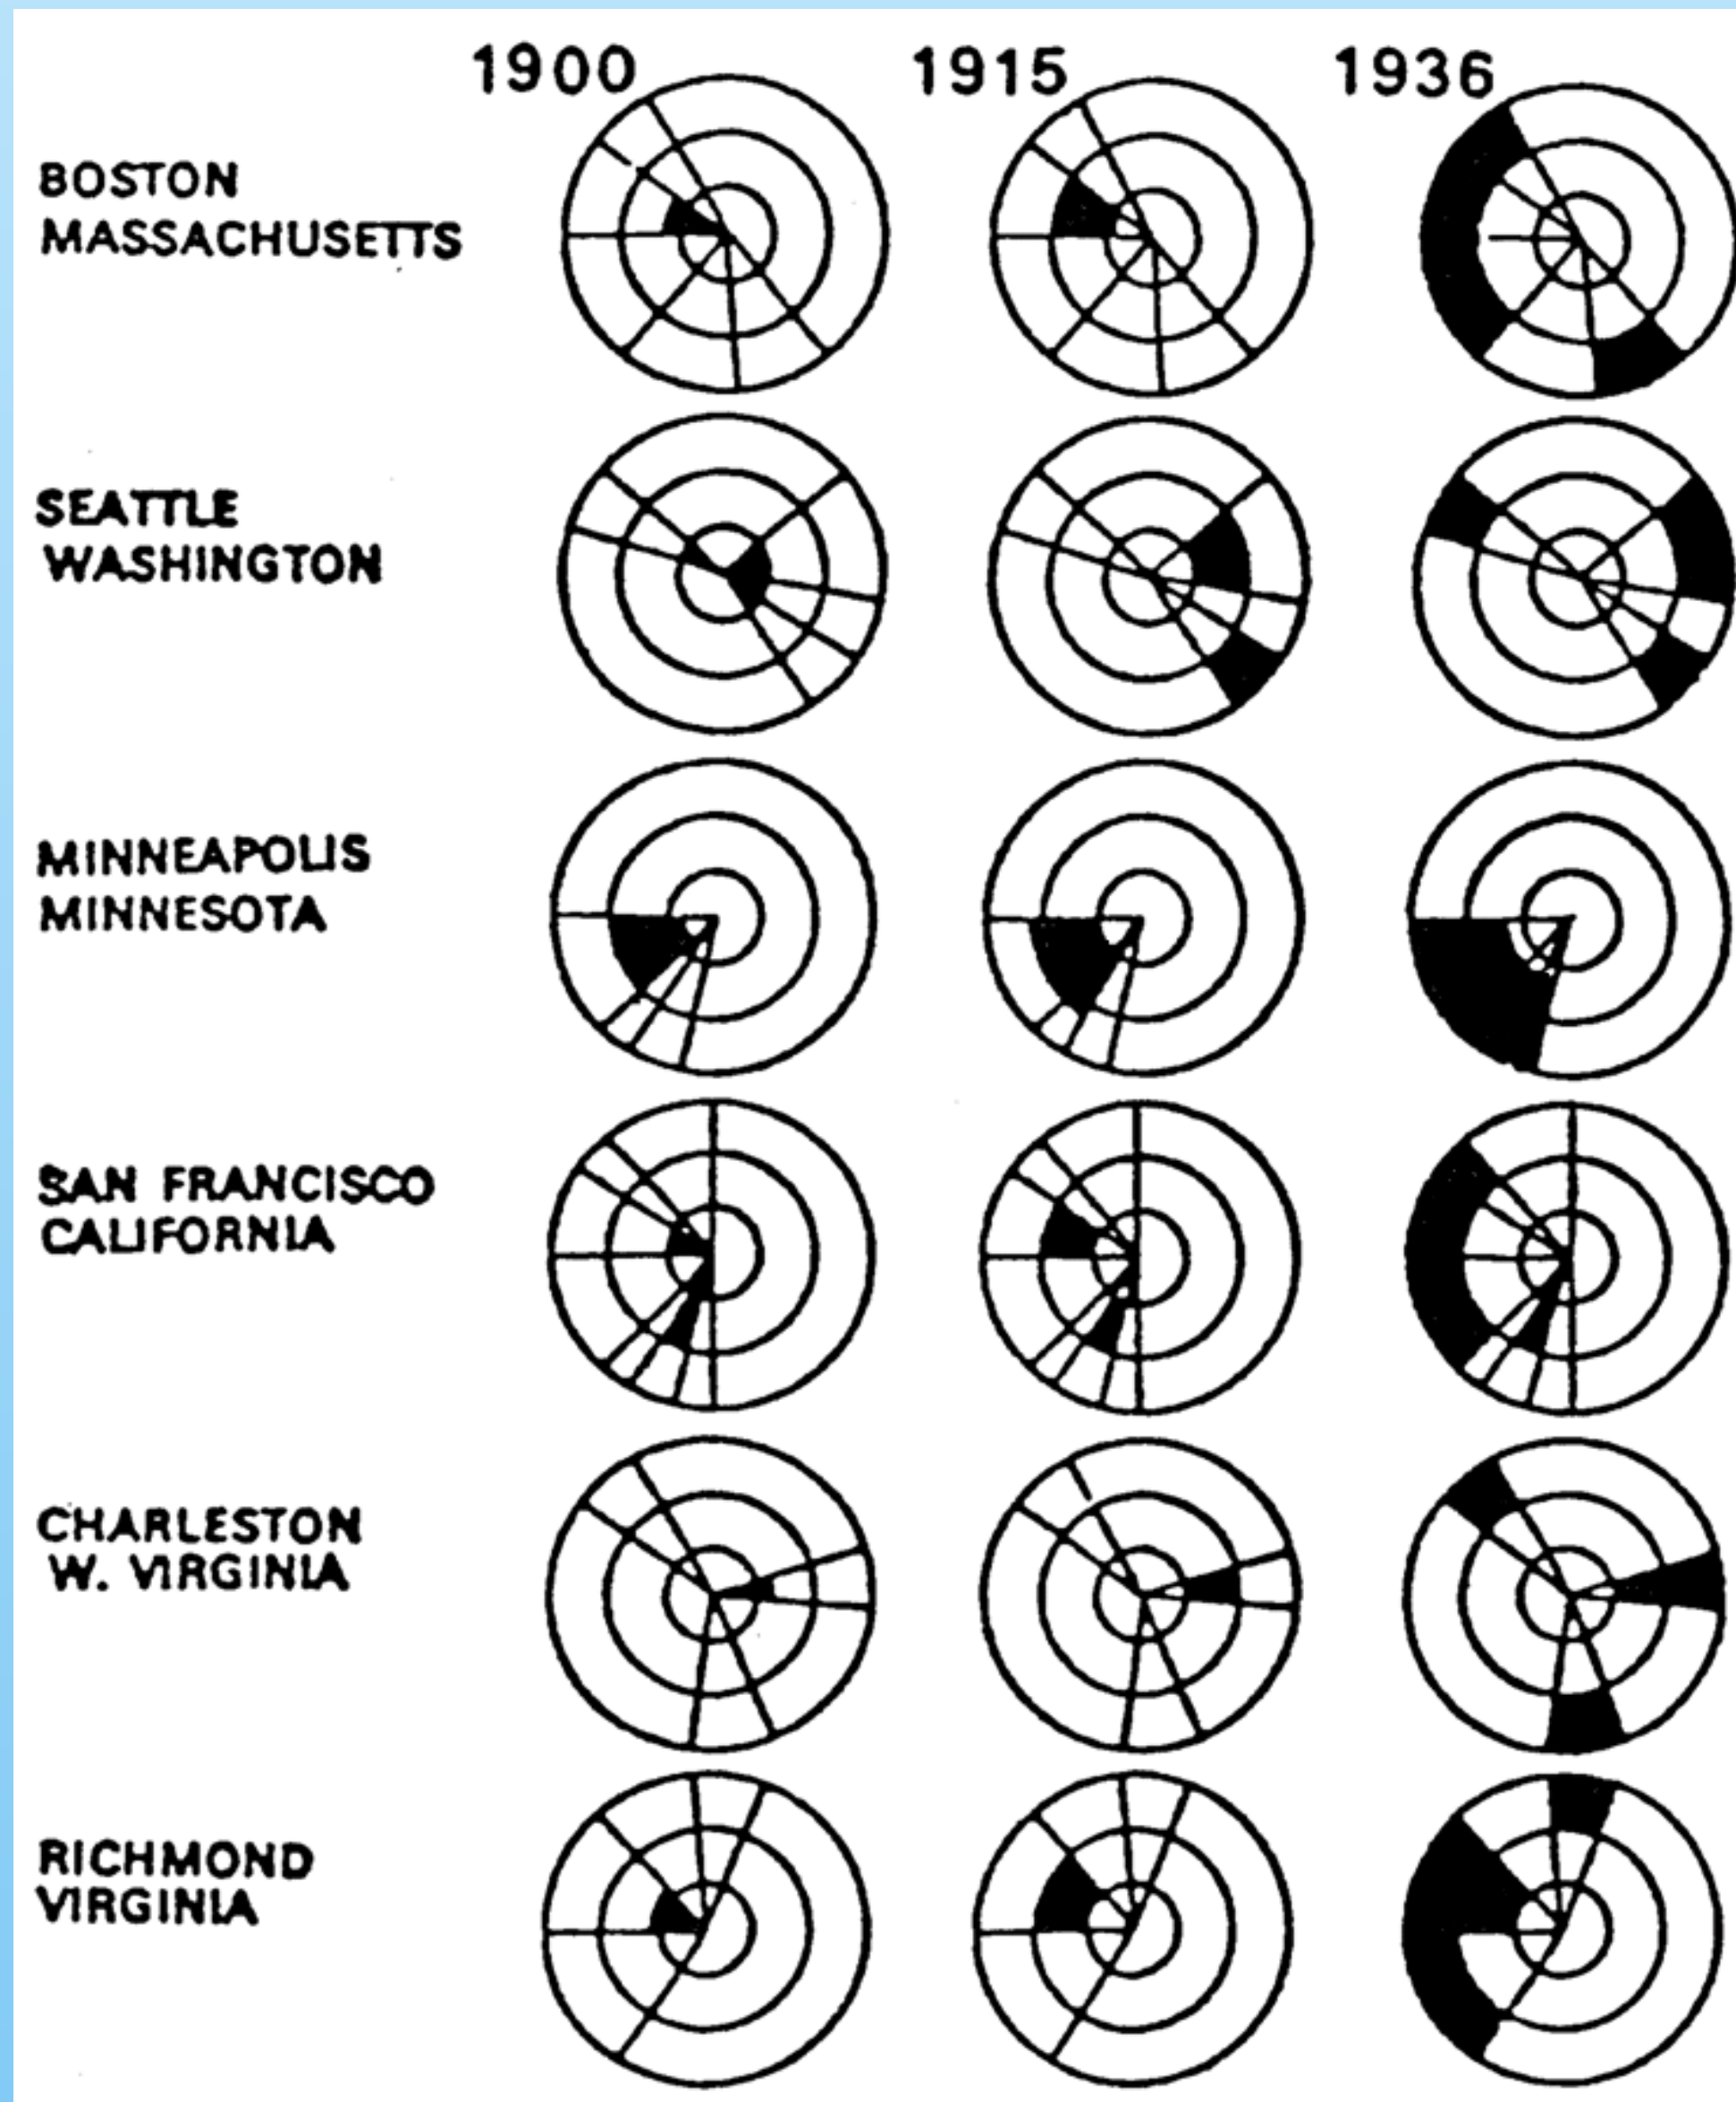 1900 1915 1936
BOSTON
MASSACHUSETTS
SEATTLE
WASHINGTON
MINNEAPOLIS
MINNESOTA
SAN FRANCISCO
CALIFORNIA
CHARLESTON
W. VIRGINIA
RICHMOND
VIRGINIA